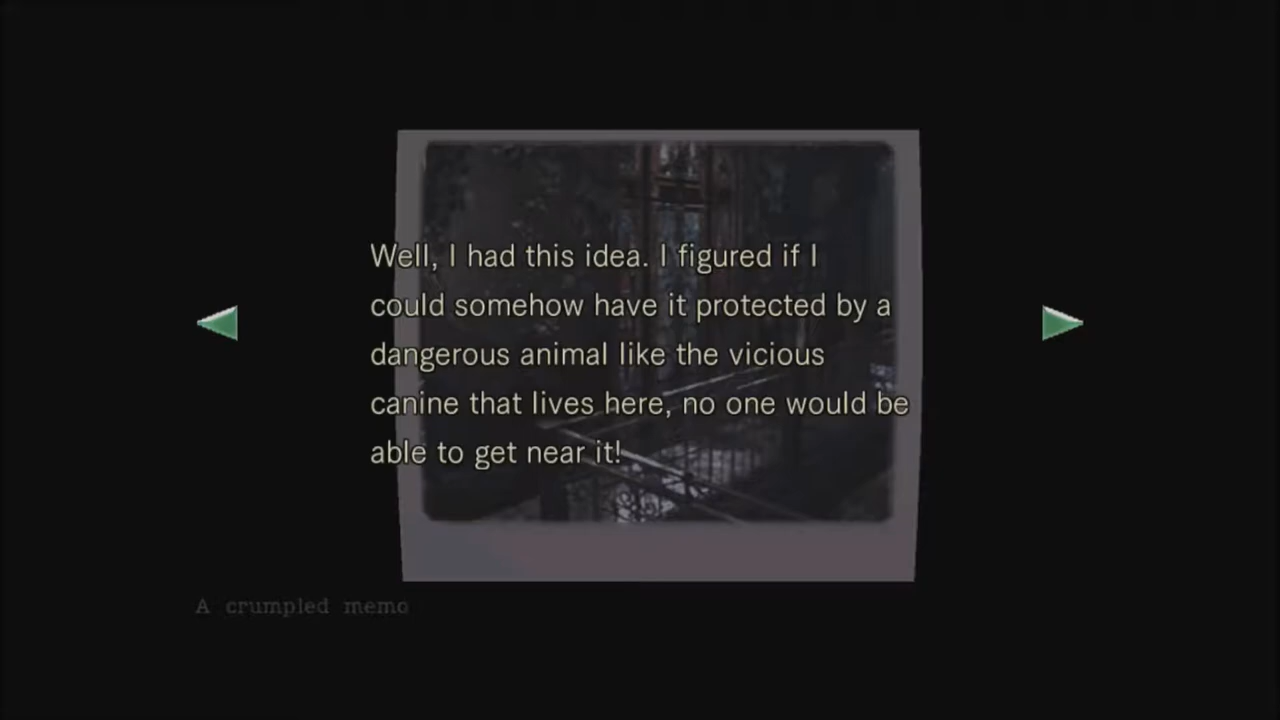 Well, I had this idea. I figured if I
could somehow have it protected by a
dangerous animal like the vicious
canine that lives here, no one would be
able to get near it!
A crumpled memo